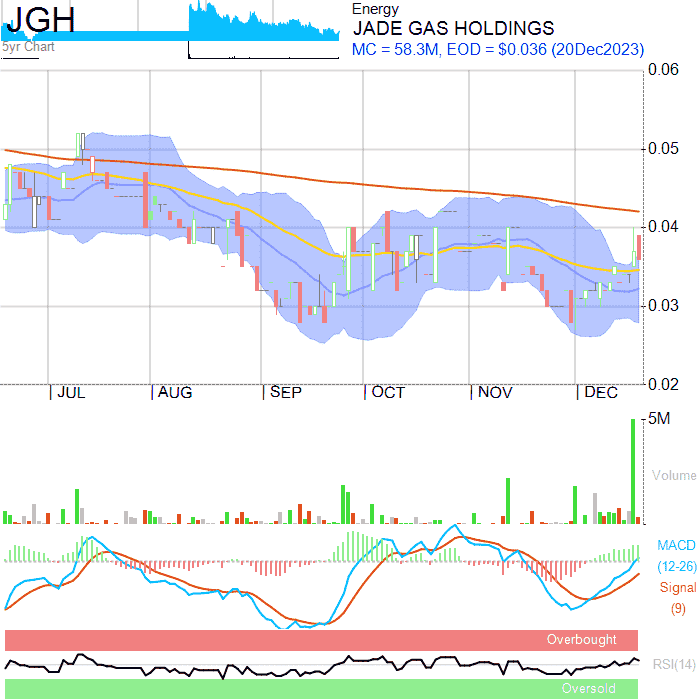 JGH
5yr Chart
Energy
JADE GAS HOLDINGS
MC = 58.3M, EOD = $0.036 (20Dec2023)
0.06
0.05
0.04
0.03
0.02
JUL
AUG
SEP
OCT
NOV
DEC
5M
Volume
MACD
(12-26)
Signal
(9)
Overbought
RSI(14)
Oversold